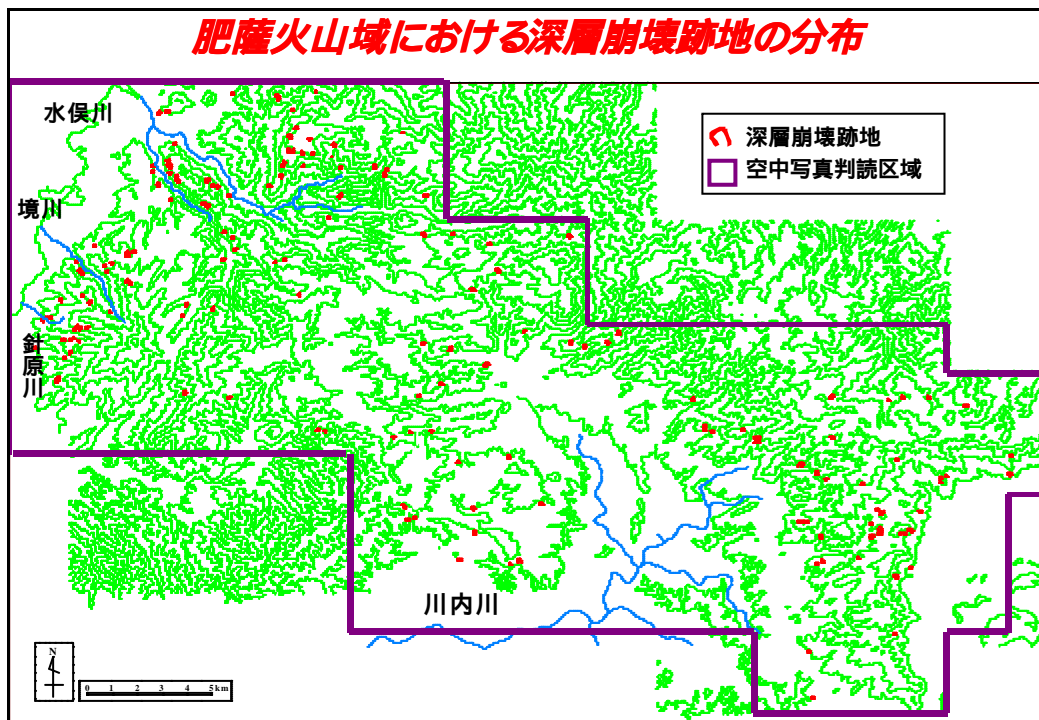 肥薩火山域における深層崩壊跡地の分布
水俣川
深層崩壊跡地
空中写真判読区域
境川
針原川
川内川
N
0 1 2 3 4 5km